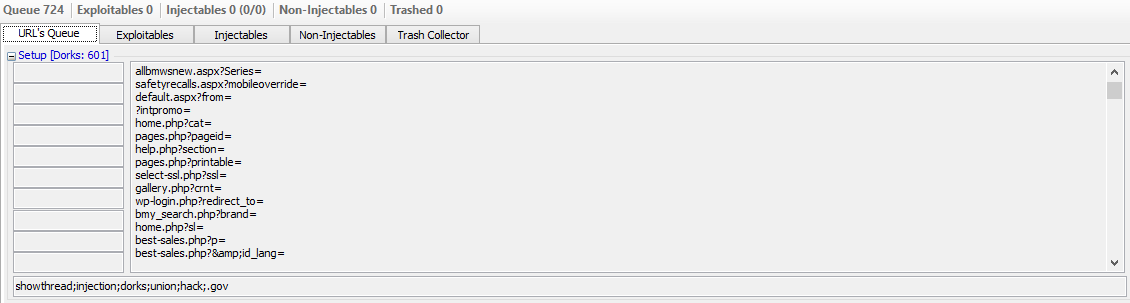 Queue 724 Exploitables 0 Injectables 0 (0/0) Non-Injectables 0 Trashed 0
URL's Queue Exploitables Injectables Non-Injectables Trash Collector
Setup [Dorks: 601]
allbmwsnew.aspx?Series=
safetyrecalls.aspx?mobileoverride=
default.aspx?from=
?intpromo=
home.php?cat=
pages.php?pageid=
help.php?section=
pages.php?printable=
select-ssl.php?ssl=
gallery.php?crnt=
wp-login.php?redirect_to=
bmy_search.php?brand=
home.php?sl=
best-sales.php?p=
best-sales.php?&amp;id_lang=
showthread;injection;dorks;union;hack;.gov